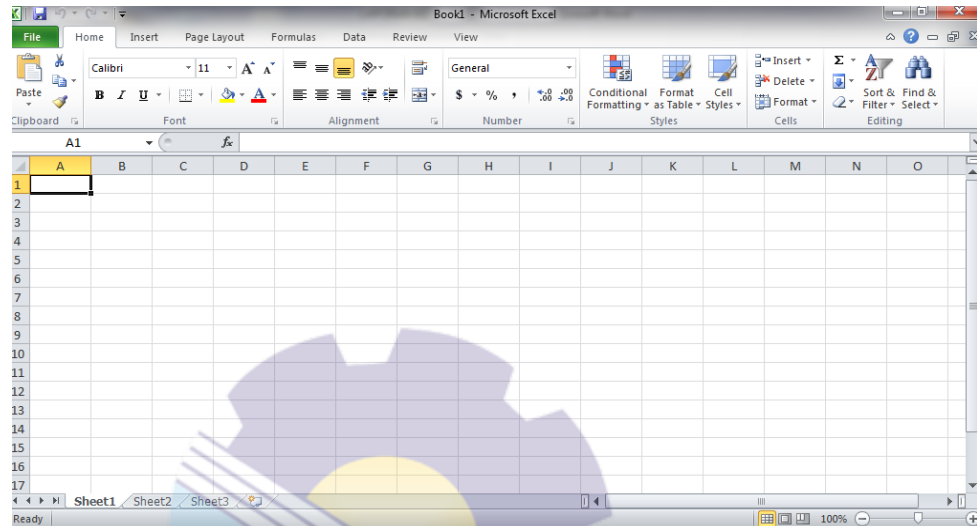 Book1 - Microsoft Excel
File Home Insert Page Layout Formulas Data Review View
Paste
Clipboard
Calibri 11
B I U
Font
Alignment
General
$ % ,
Number
Conditional Formatting
Format as Table
Cell Styles
Styles
Insert
Delete
Format
Cells
Sort & Filter
Find & Select
Editing
A1 fx
A B C D E F G H I J K L M N O
1
2
3
4
5
6
7
8
9
10
11
12
13
14
15
16
17
Sheet1 Sheet2 Sheet3
Ready 100%